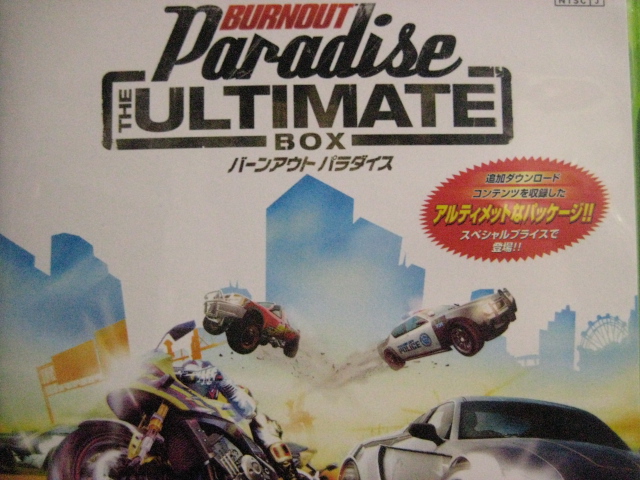 NTSC J
BURNOUT
Paradise
THE ULTIMATE
BOX
バーンアウト パラダイス
追加ダウンロード
コンテンツを収録した
アルティメットなパッケージ!!
スペシャルプライスで
登場!!
POLICE